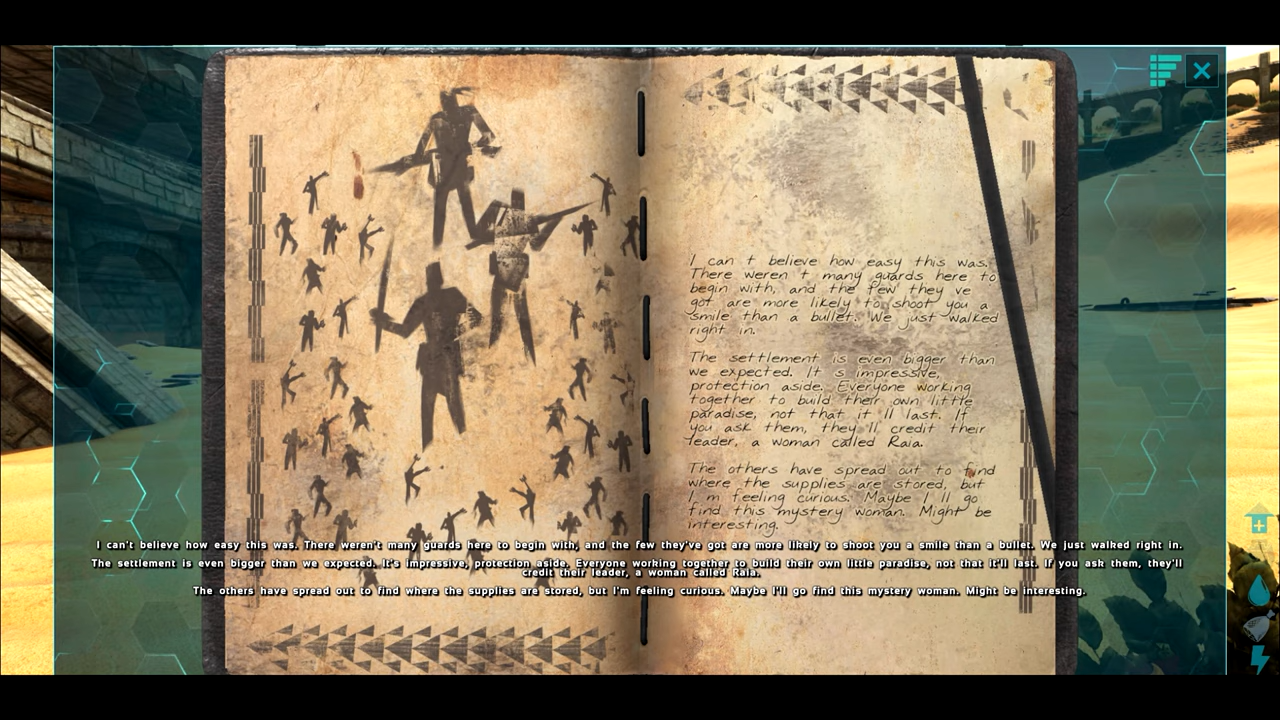 I can t believe how easy this was.
There weren t many guards here to
begin with, and the few they ve
got are more likely to shoot you a
smile than a bullet. We just walked
right in.
The settlement is even bigger than
we expected. It s impressive,
protection aside. Everyone working
together to build their own little
paradise, not that it ll last. If
you ask them, they ll credit their
leader, a woman called Raia.
The others have spread out to find
where the supplies are stored, but
I m feeling curious. Maybe I ll go
find this mystery woman. Might be
interesting.
I can't believe how easy this was. There weren't many guards here to begin with, and the few they've got are more likely to shoot you a smile than a bullet. We just walked right in.
The settlement is even bigger than we expected. It's impressive, protection aside. Everyone working together to build their own little paradise, not that it'll last. If you ask them, they'll
credit their leader, a woman called Raia.
The others have spread out to find where the supplies are stored, but I'm feeling curious. Maybe I'll go find this mystery woman. Might be interesting.